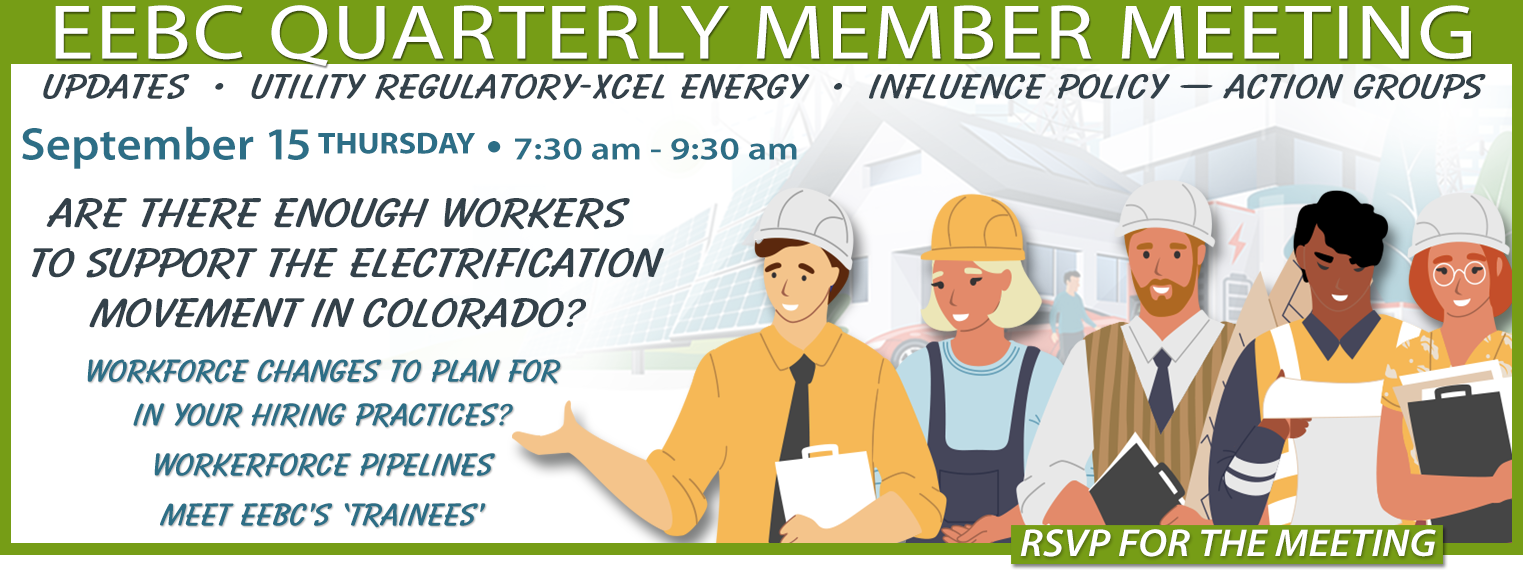 EEBC QUARTERLY MEMBER MEETING
UPDATES • UTILITY REGULATORY-XCEL ENERGY • INFLUENCE POLICY — ACTION GROUPS
September 15 THURSDAY • 7:30 am - 9:30 am
ARE THERE ENOUGH WORKERS
TO SUPPORT THE ELECTRIFICATION
MOVEMENT IN COLORADO?
WORKFORCE CHANGES TO PLAN FOR
IN YOUR HIRING PRACTICES?
WORKERFORCE PIPELINES
MEET EEBC'S 'TRAINEES'
RSVP FOR THE MEETING